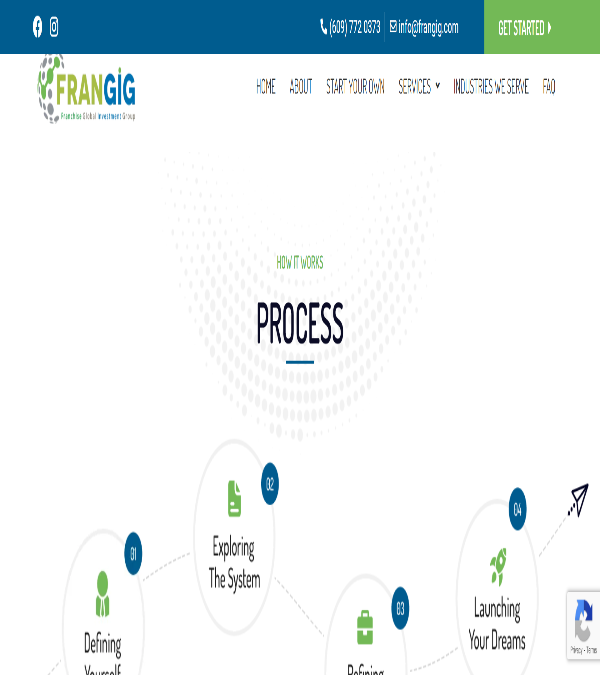 (609) 772 0373
info@frangig.com
GET STARTED
FRANGiG
Franchise Global Investment Group
HOME
ABOUT
START YOUR OWN
SERVICES
INDUSTRIES WE SERVE
FAQ
HOW IT WORKS
PROCESS
01
Defining
Yourself
02
Exploring
The System
03
Refining
04
Launching
Your Dreams
Privacy - Terms